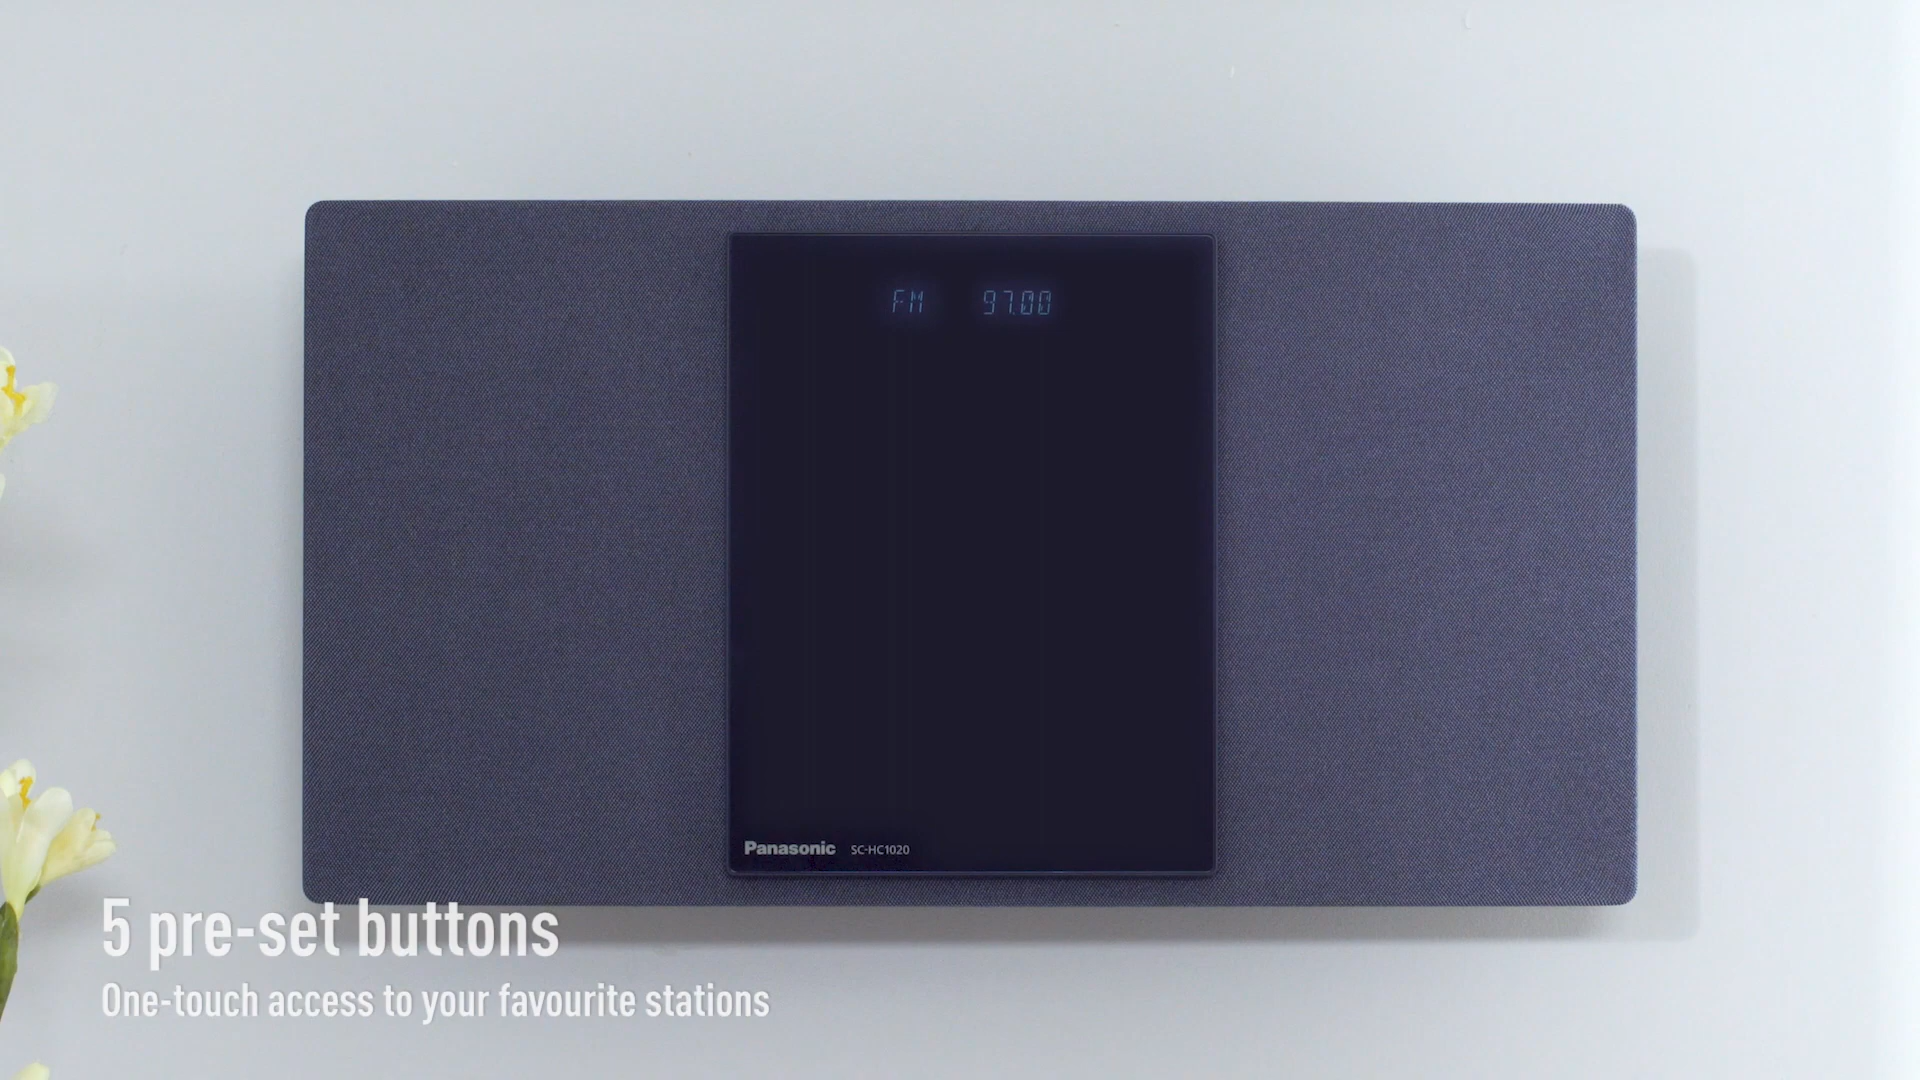 FM 97.00
Panasonic SC-HC1020
5 pre-set buttons
One-touch access to your favourite stations